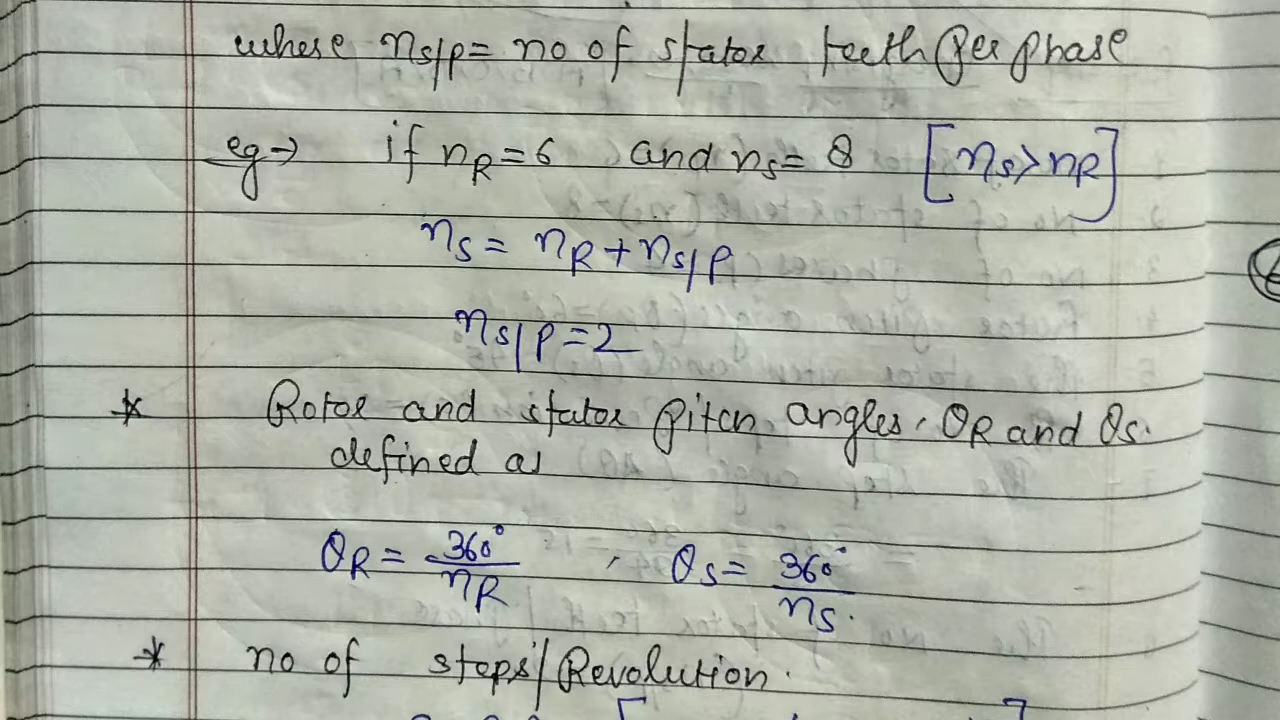 where ns/p = no of stator teeth per phase
eg → if nR = 6 and ns = 8 [ns > nR]
ns = nR + ns/p
ns/p = 2
* Rotor and stator pitch angles, θR and θs.
defined as
θR = 360°/nR , θs = 360°/ns.
* no of steps/Revolution.